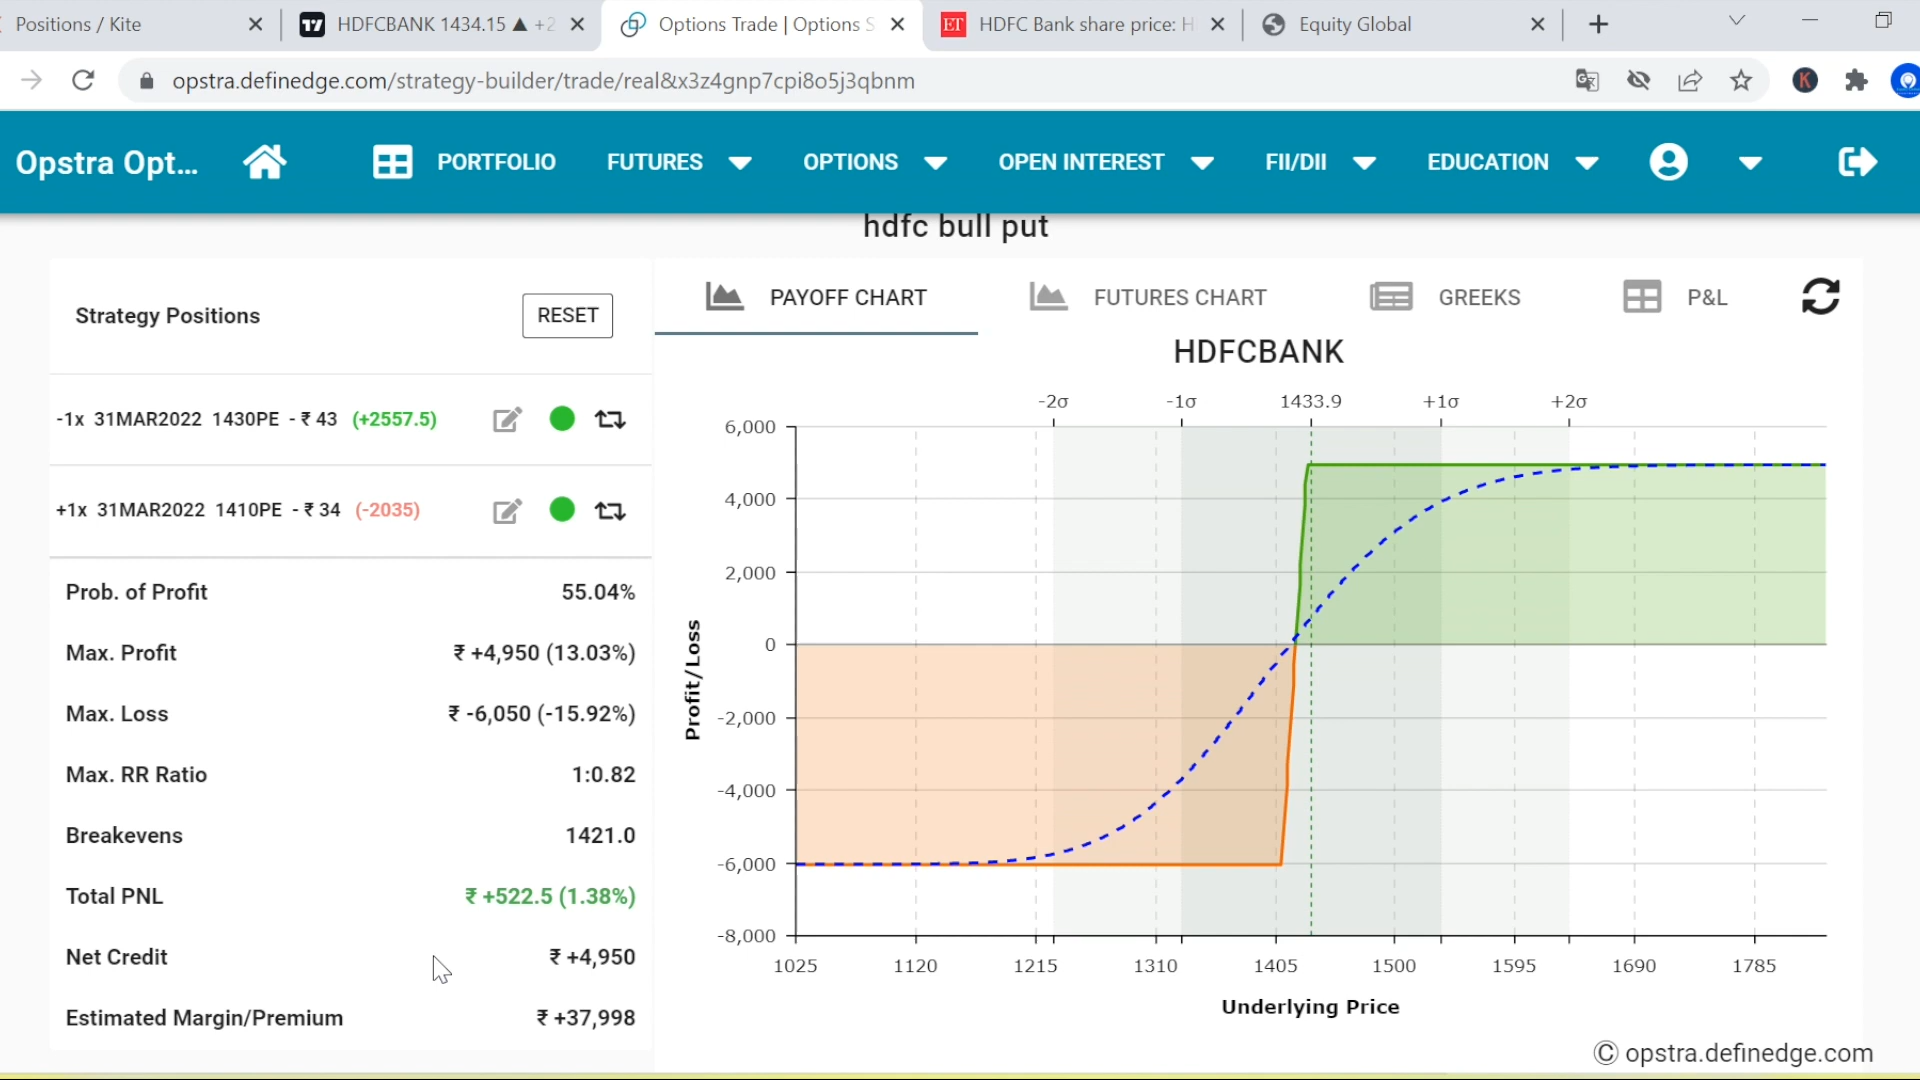 Positions / Kite
HDFCBANK 1434.15 ▲ +2
Options Trade | Options S
ET HDFC Bank share price: H
Equity Global
opstra.definedge.com/strategy-builder/trade/real&x3z4gnp7cpi8o5j3qbnm
K
Opstra Opt... PORTFOLIO FUTURES OPTIONS OPEN INTEREST FII/DII EDUCATION
hdfc bull put
Strategy Positions RESET
-1x 31MAR2022 1430PE - ₹ 43 (+2557.5)
+1x 31MAR2022 1410PE - ₹ 34 (-2035)
Prob. of Profit 55.04%
Max. Profit ₹ +4,950 (13.03%)
Max. Loss ₹ -6,050 (-15.92%)
Max. RR Ratio 1:0.82
Breakevens 1421.0
Total PNL ₹ +522.5 (1.38%)
Net Credit ₹ +4,950
Estimated Margin/Premium ₹ +37,998
PAYOFF CHART FUTURES CHART GREEKS P&L
HDFCBANK
-2σ -1σ 1433.9 +1σ +2σ
6,000
4,000
2,000
0
-2,000
-4,000
-6,000
-8,000
Profit/Loss
1025 1120 1215 1310 1405 1500 1595 1690 1785
Underlying Price
© opstra.definedge.com